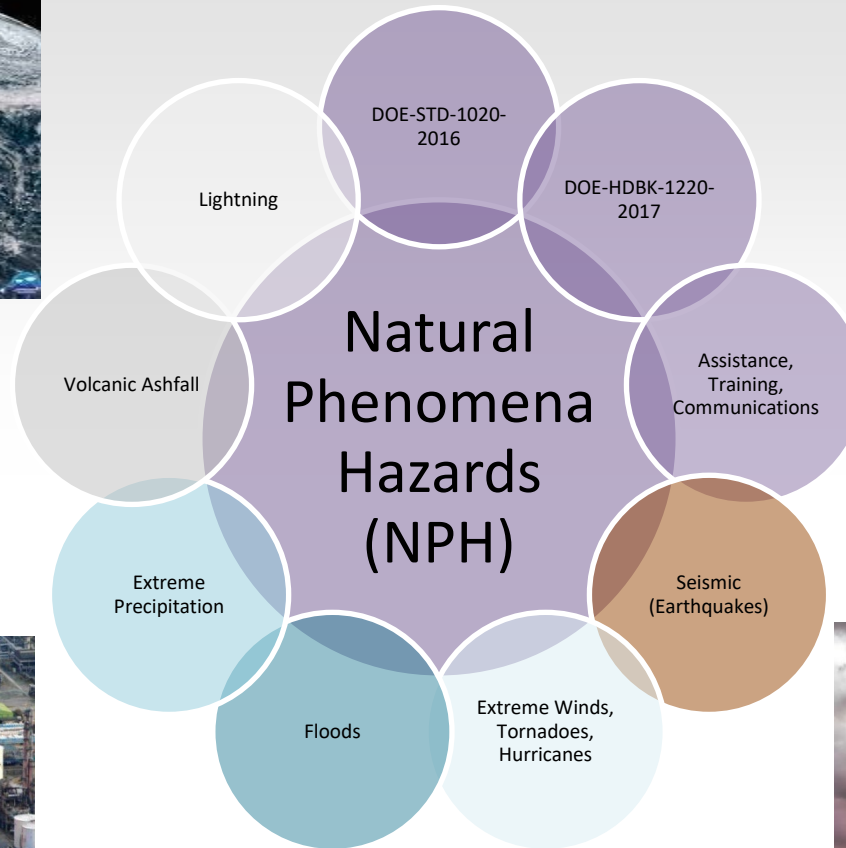 DOE-STD-1020-
2016
DOE-HDBK-1220-
2017
Assistance,
Training,
Communications
Seismic
(Earthquakes)
Extreme Winds,
Tornadoes,
Hurricanes
Floods
Extreme
Precipitation
Volcanic Ashfall
Lightning
Natural
Phenomena
Hazards
(NPH)